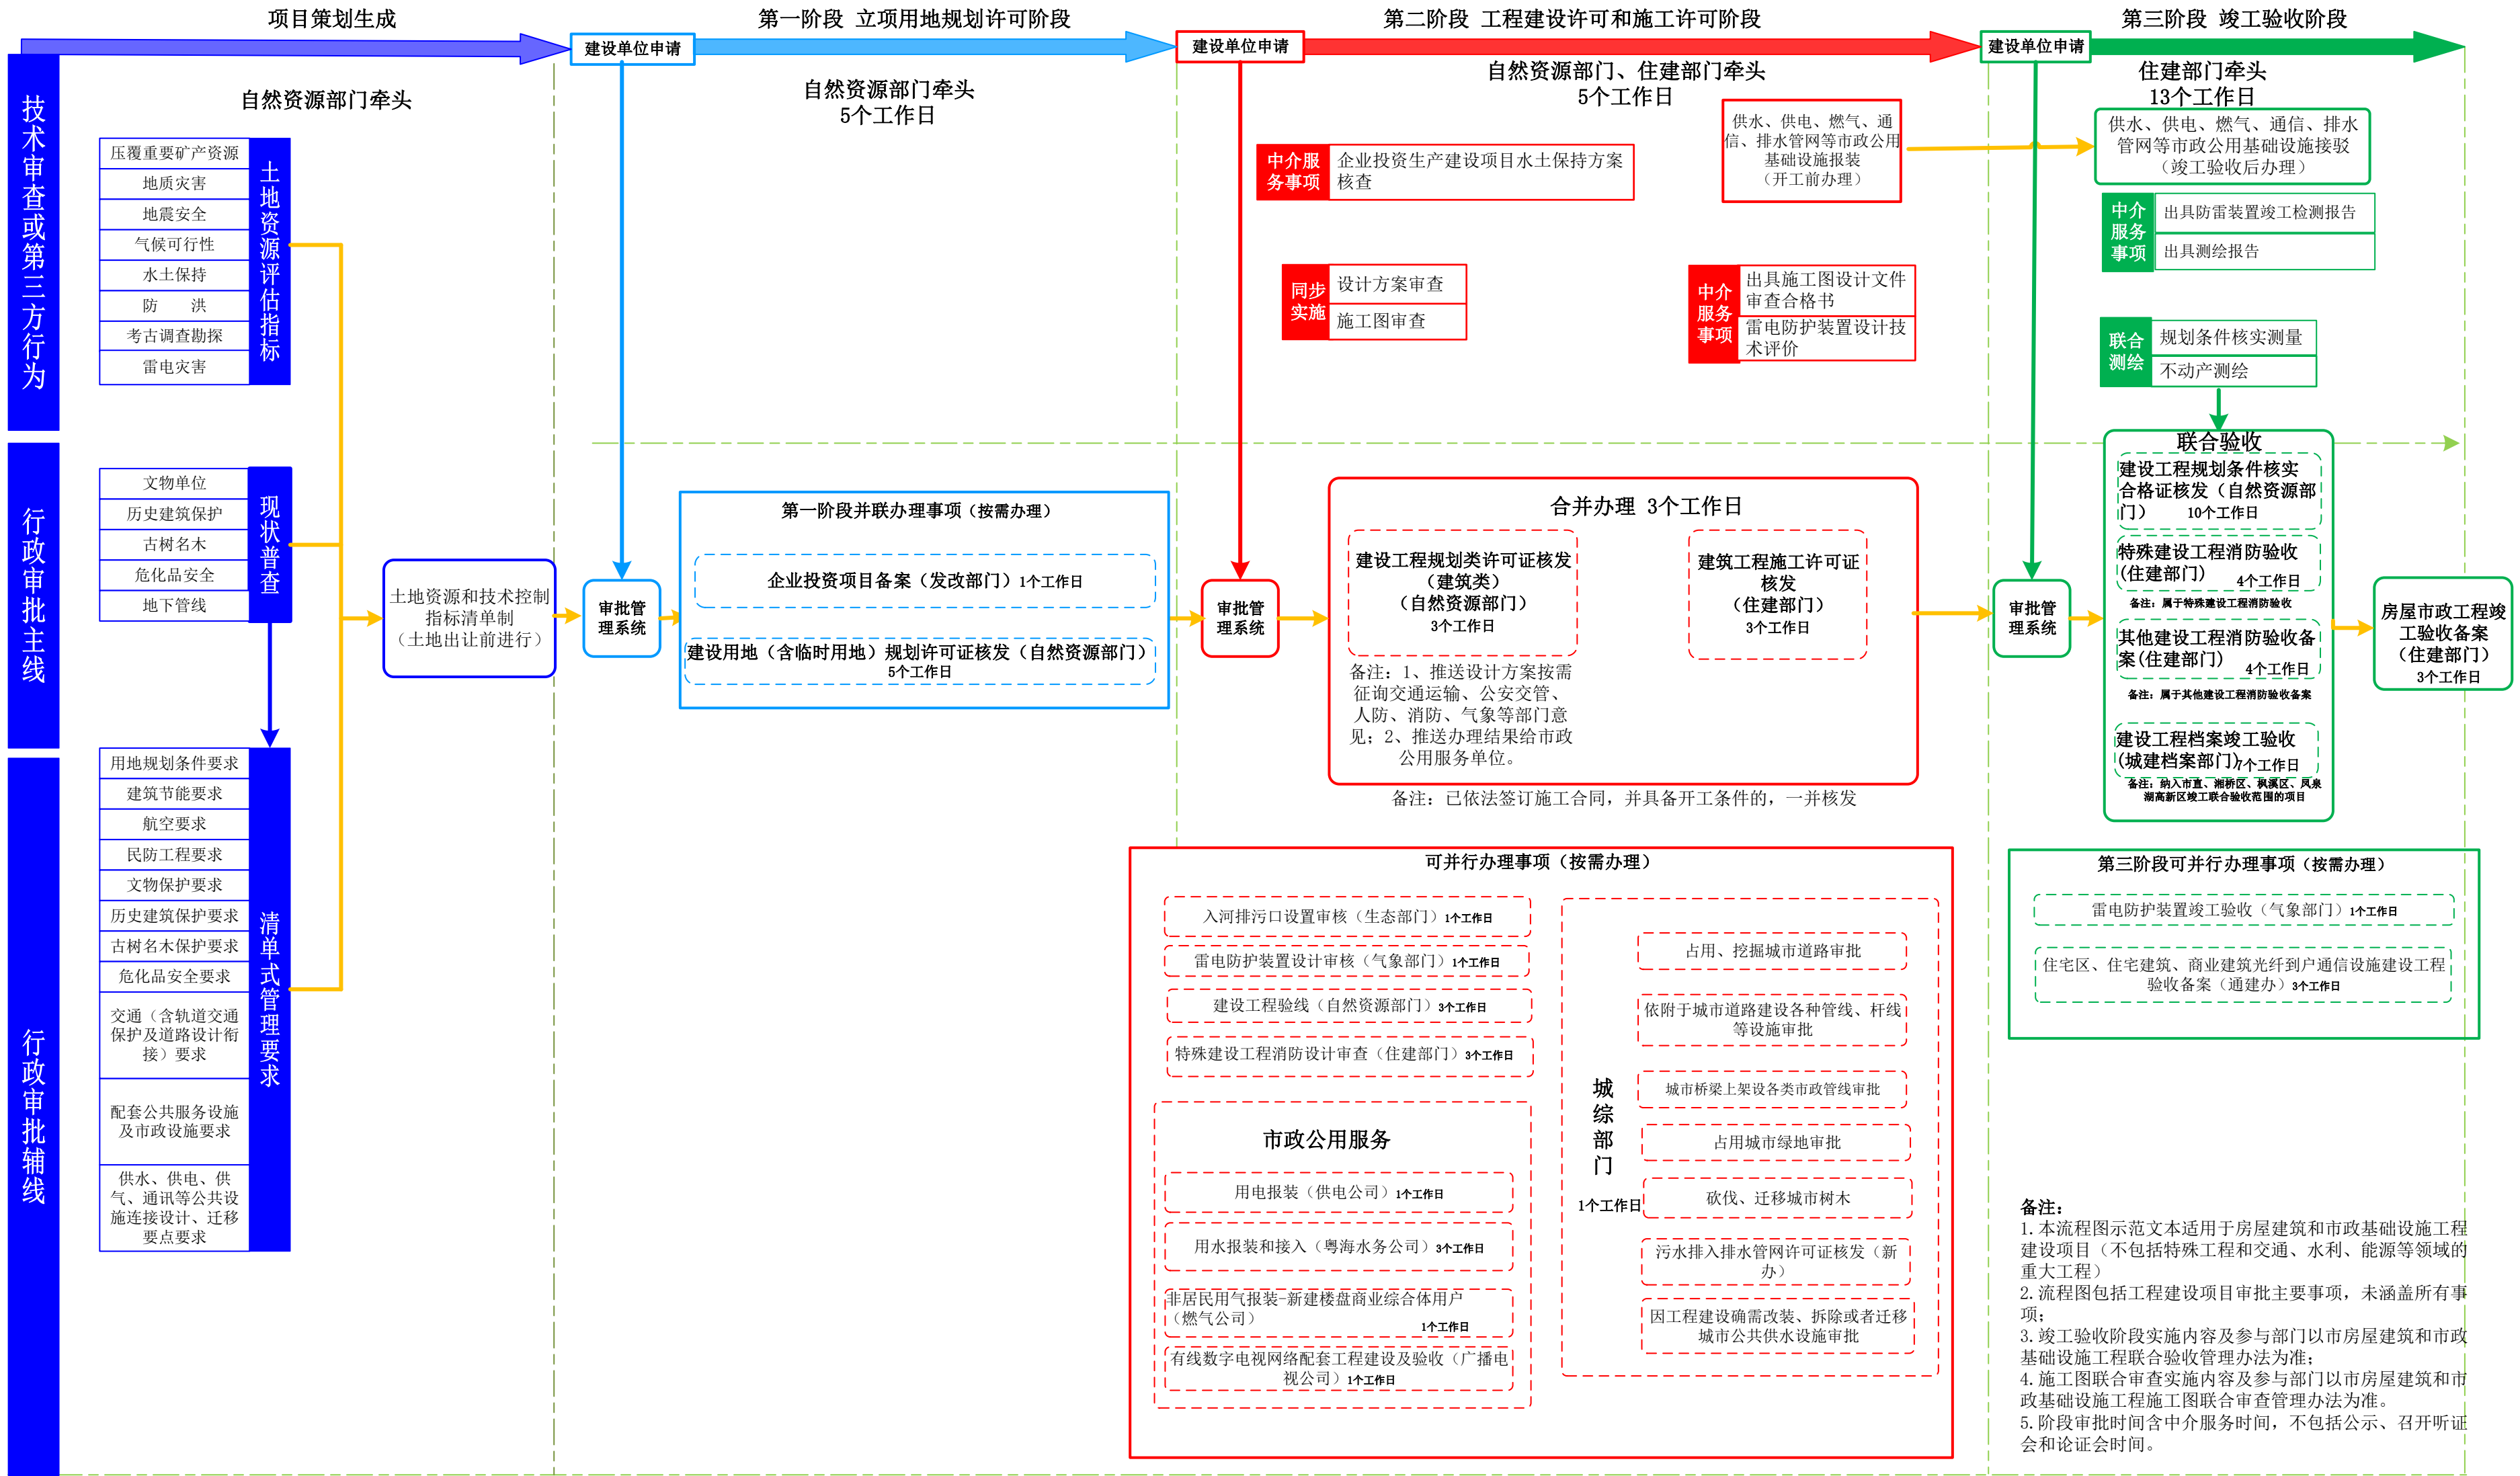 项目策划生成
第一阶段 立项用地规划许可阶段
第二阶段 工程建设许可和施工许可阶段
第三阶段 竣工验收阶段
建设单位申请
建设单位申请
建设单位申请
自然资源部门牵头
自然资源部门牵头
5个工作日
自然资源部门、住建部门牵头
5个工作日
住建部门牵头
13个工作日
技术审查或第三方行为
压覆重要矿产资源
地质灾害
地震安全
气候可行性
水土保持
防 洪
考古调查勘探
雷电灾害
土地资源评估指标
中介服
务事项
企业投资生产建设项目水土保持方案
核查
供水、供电、燃气、通
信、排水管网等市政公用
基础设施报装
（开工前办理）
同步
实施
设计方案审查
施工图审查
中介
服务
事项
出具施工图设计文件
审查合格书
雷电防护装置设计技
术评价
供水、供电、燃气、通信、排水
管网等市政公用基础设施接驳
（竣工验收后办理）
中介
服务
事项
出具防雷装置竣工检测报告
出具测绘报告
联合
测绘
规划条件核实测量
不动产测绘
行政审批主线
文物单位
历史建筑保护
古树名木
危化品安全
地下管线
现状普查
土地资源和技术控制
指标清单制
（土地出让前进行）
审批管
理系统
第一阶段并联办理事项（按需办理）
企业投资项目备案（发改部门）1个工作日
建设用地（含临时用地）规划许可证核发（自然资源部门）
5个工作日
审批管
理系统
合并办理 3个工作日
建设工程规划类许可证核发
（建筑类）
（自然资源部门）
3个工作日
建筑工程施工许可证
核发
（住建部门）
3个工作日
备注：1、推送设计方案按需
征询交通运输、公安交管、
人防、消防、气象等部门意
见；2、推送办理结果给市政
公用服务单位。
备注：已依法签订施工合同，并具备开工条件的，一并核发
审批管
理系统
联合验收
建设工程规划条件核实
合格证核发（自然资源部
门） 10个工作日
特殊建设工程消防验收
(住建部门) 4个工作日
备注：属于特殊建设工程消防验收
其他建设工程消防验收备
案(住建部门) 4个工作日
备注：属于其他建设工程消防验收备案
建设工程档案竣工验收
(城建档案部门)7个工作日
备注：纳入市直、湘桥区、枫溪区、凤泉
湖高新区竣工联合验收范围的项目
房屋市政工程竣
工验收备案
（住建部门）
3个工作日
行政审批辅线
用地规划条件要求
建筑节能要求
航空要求
民防工程要求
文物保护要求
历史建筑保护要求
古树名木保护要求
危化品安全要求
交通（含轨道交通
保护及道路设计衔
接）要求
配套公共服务设施
及市政设施要求
供水、供电、供
气、通讯等公共设
施连接设计、迁移
要点要求
清单式管理要求
可并行办理事项（按需办理）
入河排污口设置审核（生态部门）1个工作日
雷电防护装置设计审核（气象部门）1个工作日
建设工程验线（自然资源部门）3个工作日
特殊建设工程消防设计审查（住建部门）3个工作日
市政公用服务
用电报装（供电公司）1个工作日
用水报装和接入（粤海水务公司）3个工作日
非居民用气报装-新建楼盘商业综合体用户
（燃气公司） 1个工作日
有线数字电视网络配套工程建设及验收（广播电
视公司）1个工作日
城综部门
1个工作日
占用、挖掘城市道路审批
依附于城市道路建设各种管线、杆线
等设施审批
城市桥梁上架设各类市政管线审批
占用城市绿地审批
砍伐、迁移城市树木
污水排入排水管网许可证核发（新
办）
因工程建设确需改装、拆除或者迁移
城市公共供水设施审批
第三阶段可并行办理事项（按需办理）
雷电防护装置竣工验收（气象部门）1个工作日
住宅区、住宅建筑、商业建筑光纤到户通信设施建设工程
验收备案（通建办）3个工作日
备注：
1.本流程图示范文本适用于房屋建筑和市政基础设施工程
建设项目（不包括特殊工程和交通、水利、能源等领域的
重大工程）
2.流程图包括工程建设项目审批主要事项，未涵盖所有事
项；
3.竣工验收阶段实施内容及参与部门以市房屋建筑和市政
基础设施工程联合验收管理办法为准；
4.施工图联合审查实施内容及参与部门以市房屋建筑和市
政基础设施工程施工图联合审查管理办法为准。
5.阶段审批时间含中介服务时间，不包括公示、召开听证
会和论证会时间。